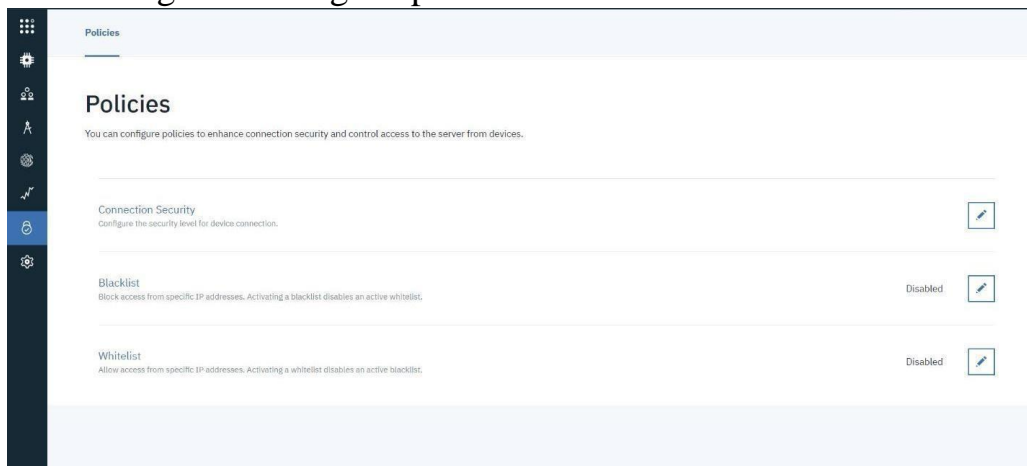 Policies
Policies
You can configure policies to enhance connection security and control access to the server from devices.
Connection Security
Configure the security level for device connection.
Blacklist
Block access from specific IP addresses. Activating a blacklist disables an active whitelist.
Disabled
Whitelist
Allow access from specific IP addresses. Activating a whitelist disables an active blacklist.
Disabled